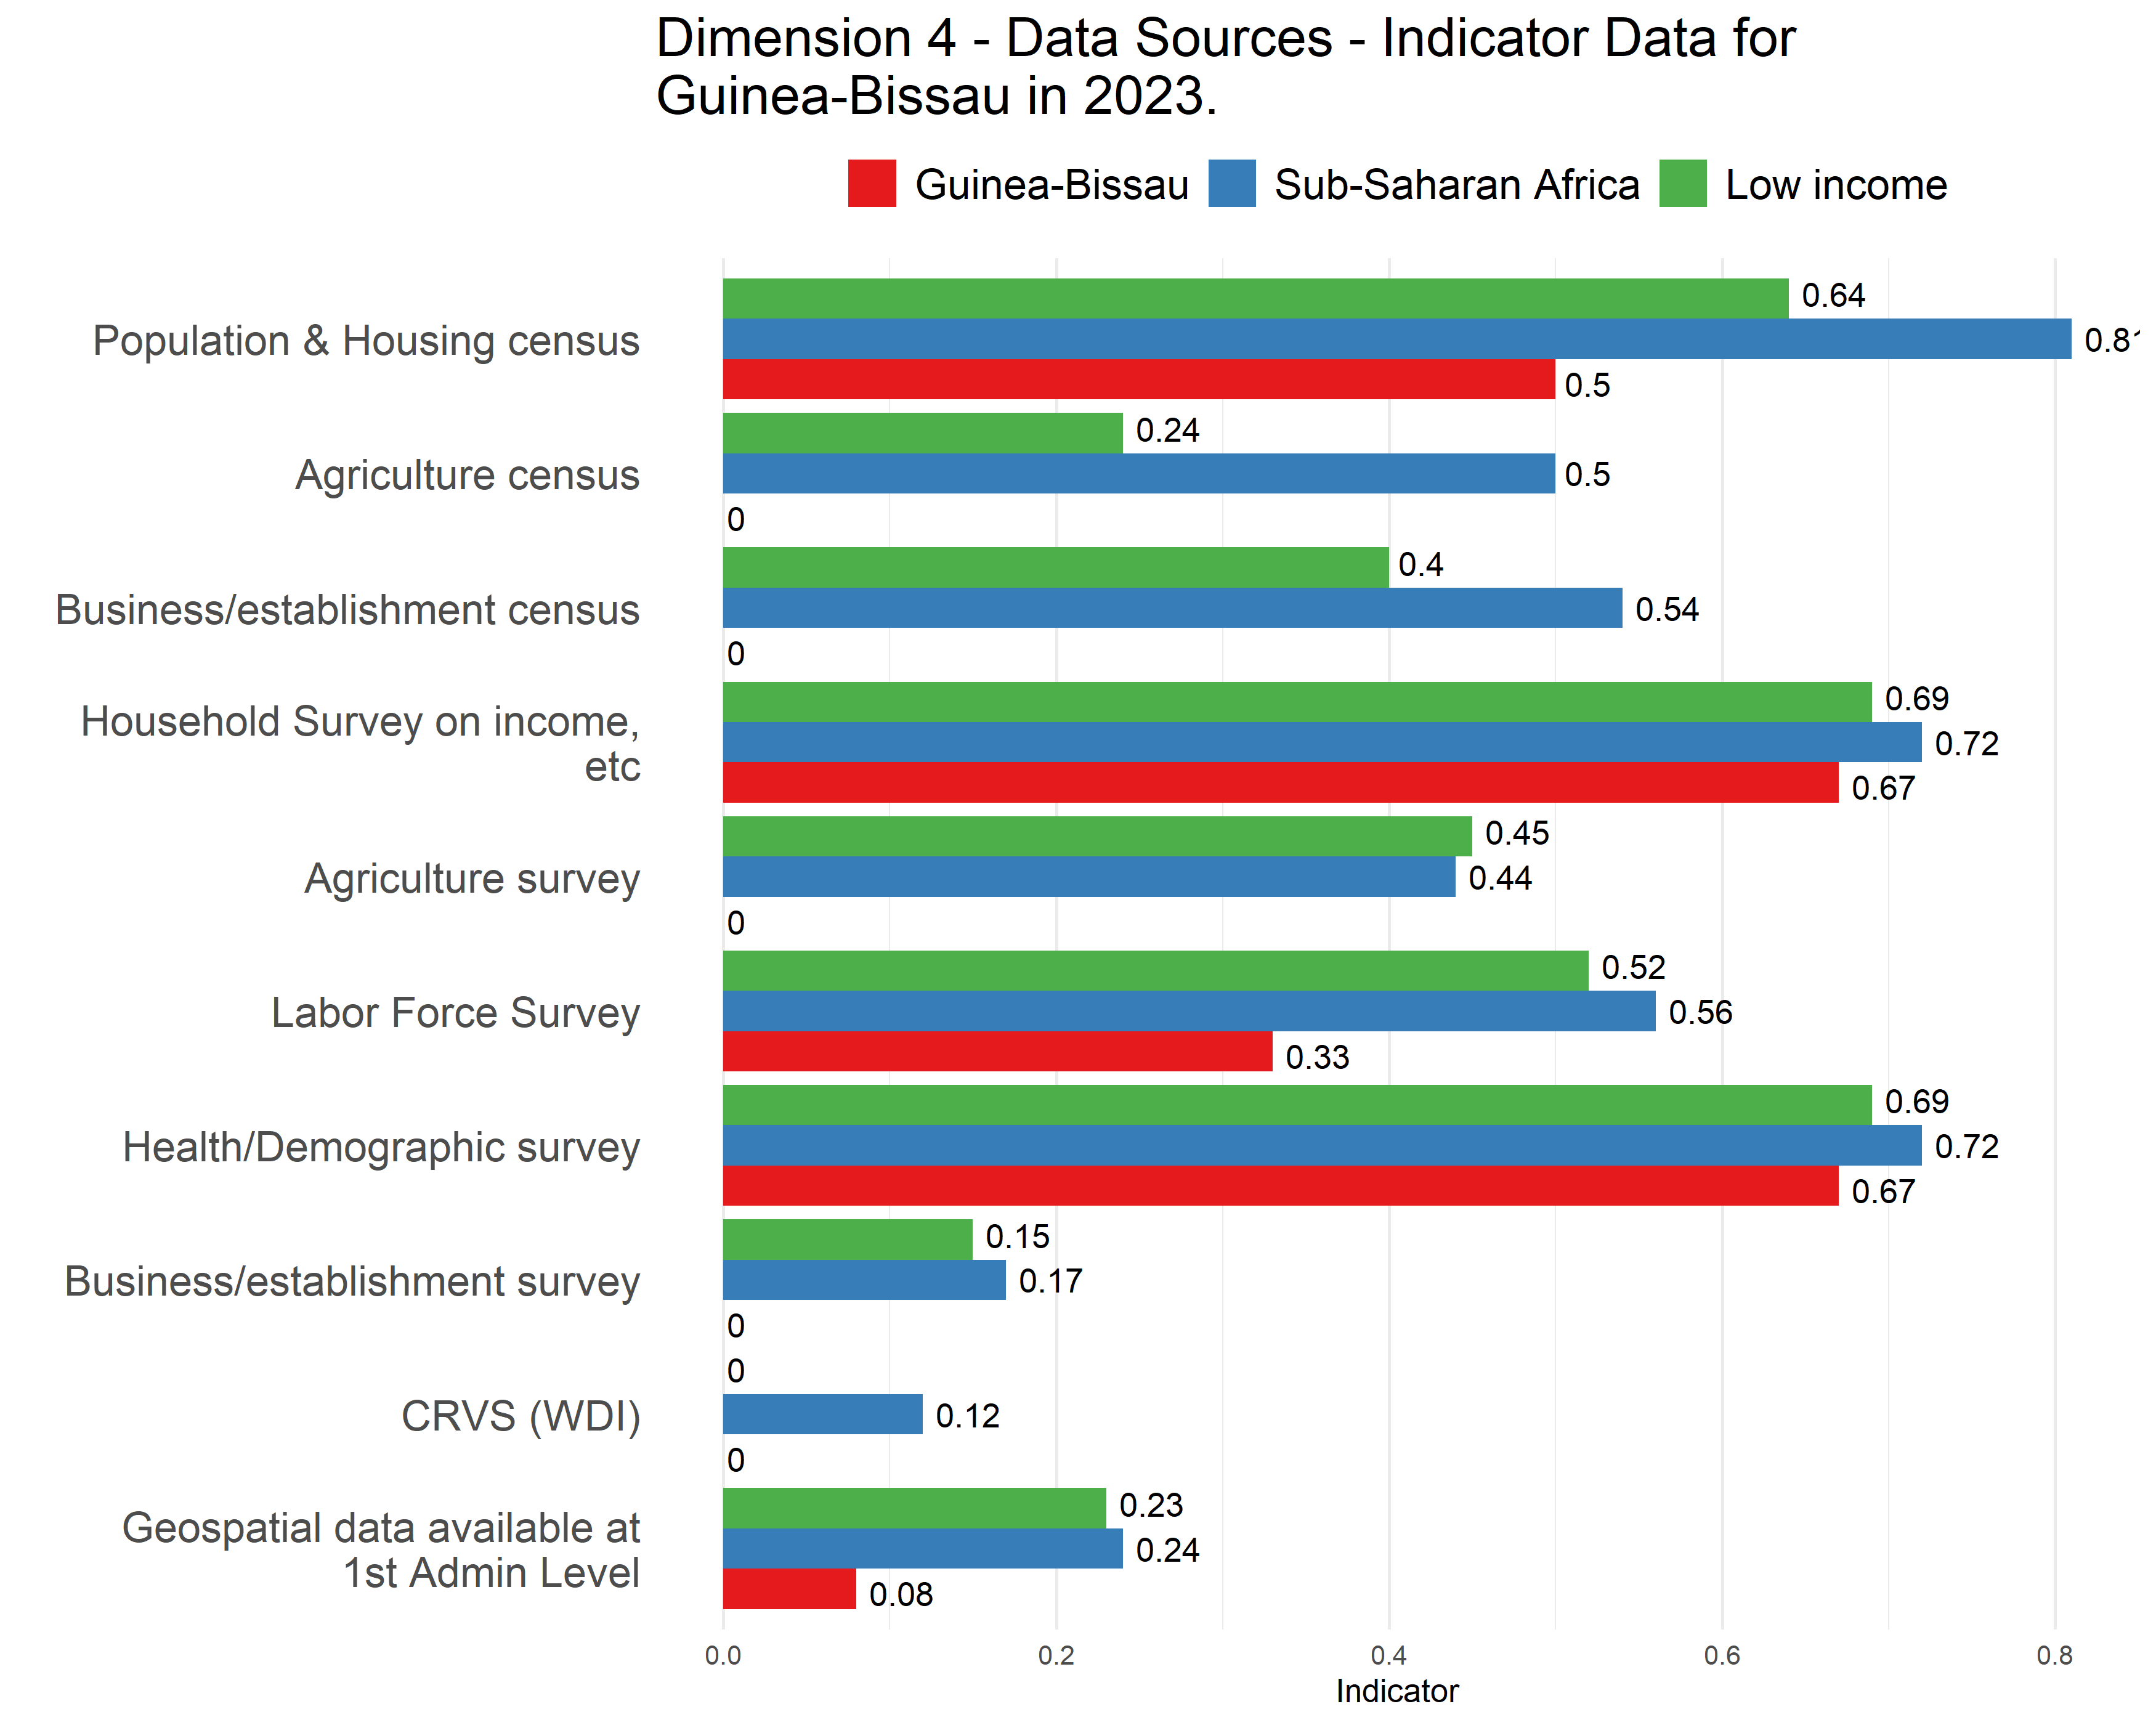 Dimension 4 - Data Sources - Indicator Data for
Guinea-Bissau in 2023.
Guinea-Bissau Sub-Saharan Africa Low income
Population & Housing census
0.64
0.81
0.5
Agriculture census
0.24
0.5
0
Business/establishment census
0.4
0.54
0
Household Survey on income,
etc
0.69
0.72
0.67
Agriculture survey
0.45
0.44
0
Labor Force Survey
0.52
0.56
0.33
Health/Demographic survey
0.69
0.72
0.67
Business/establishment survey
0.15
0.17
0
CRVS (WDI)
0
0.12
0
Geospatial data available at
1st Admin Level
0.23
0.24
0.08
0.0 0.2 0.4 0.6 0.8
Indicator